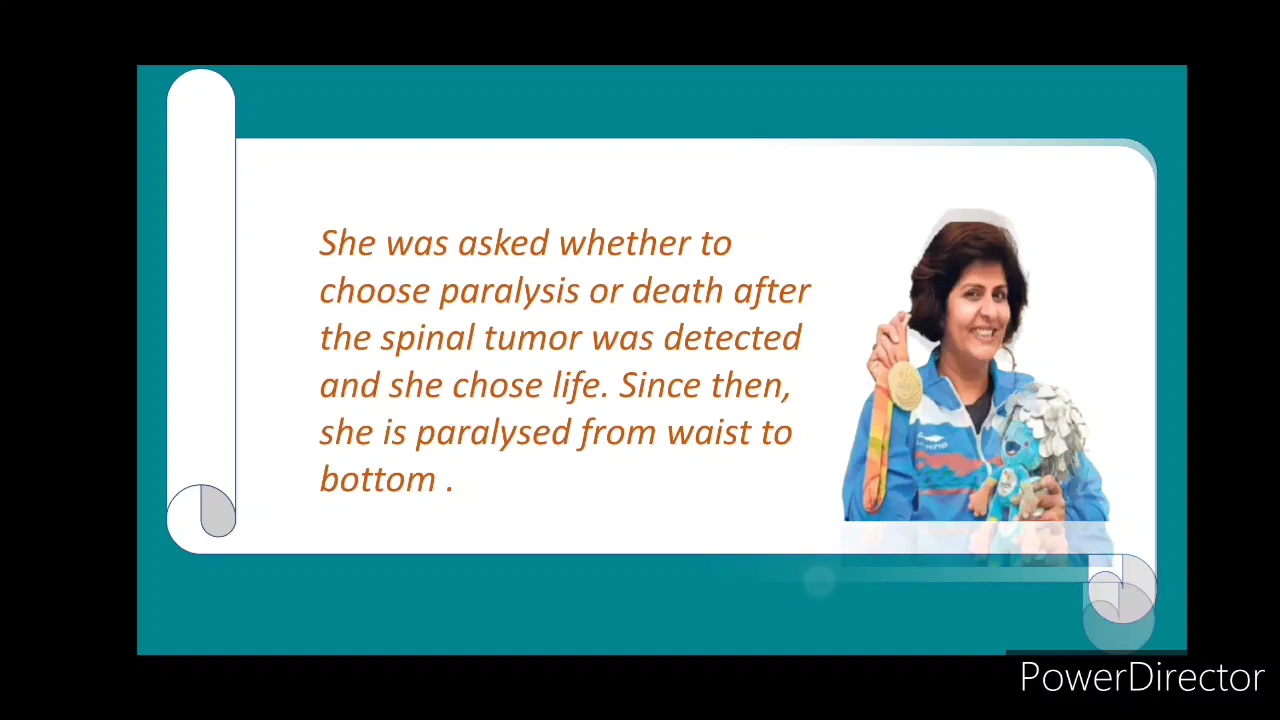 She was asked whether to
choose paralysis or death after
the spinal tumor was detected
and she chose life. Since then,
she is paralysed from waist to
bottom .
PowerDirector